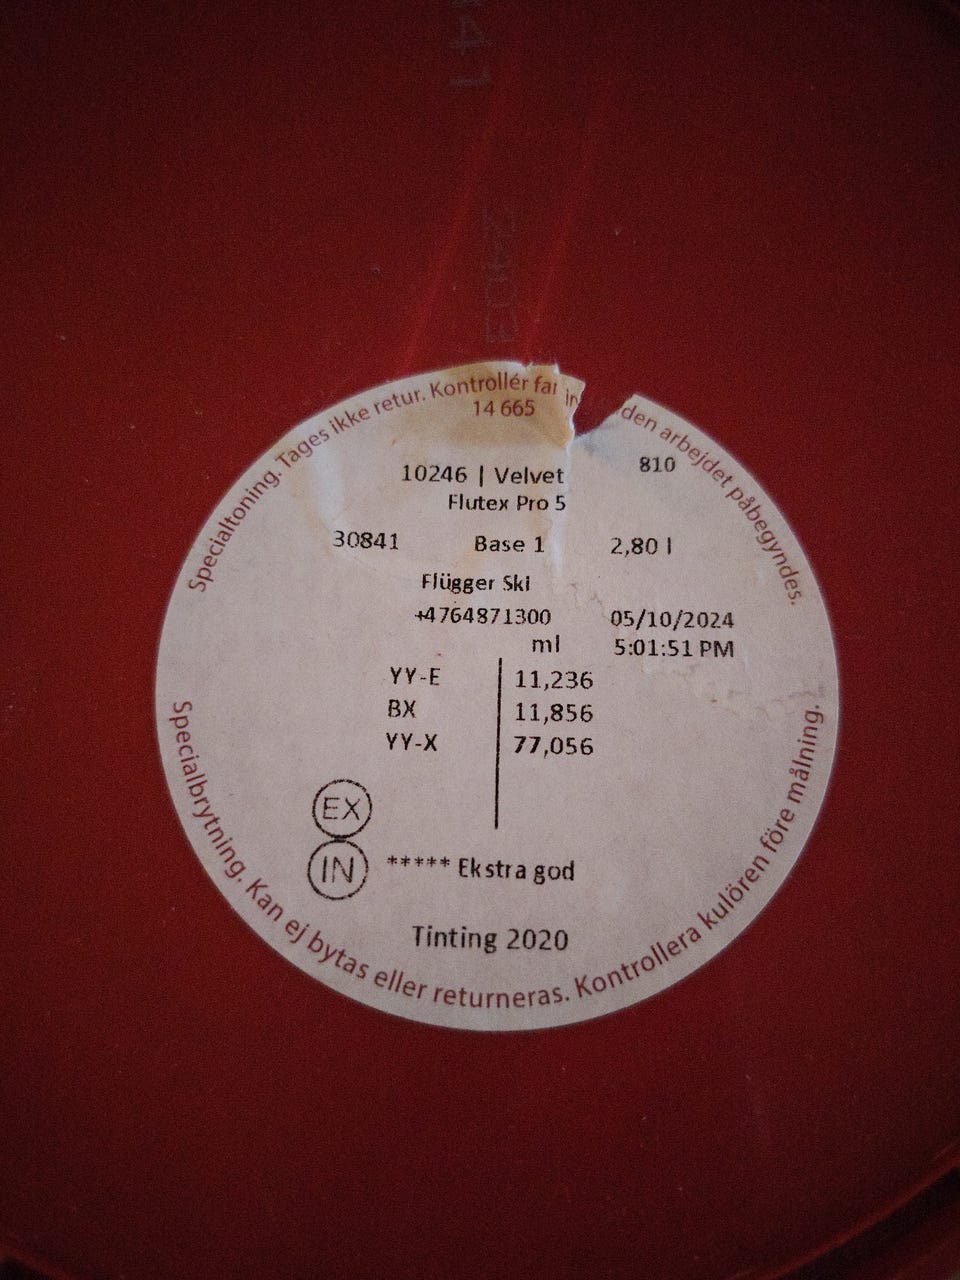 Specialtoning. Tages ikke retur. Kontrollér den arbejdet påbegyndes.
14 665
810
10246 | Velvet
Flutex Pro 5
30841 Base 1 2,80 l
Flügger Ski
+4764871300 05/10/2024
ml 5:01:51 PM
YY-E 11,236
BX 11,856
YY-X 77,056
EX
IN ***** Ekstra god
Tinting 2020
Specialbrytning. Kan ej bytas eller returneras. Kontrollera kulören före målning.